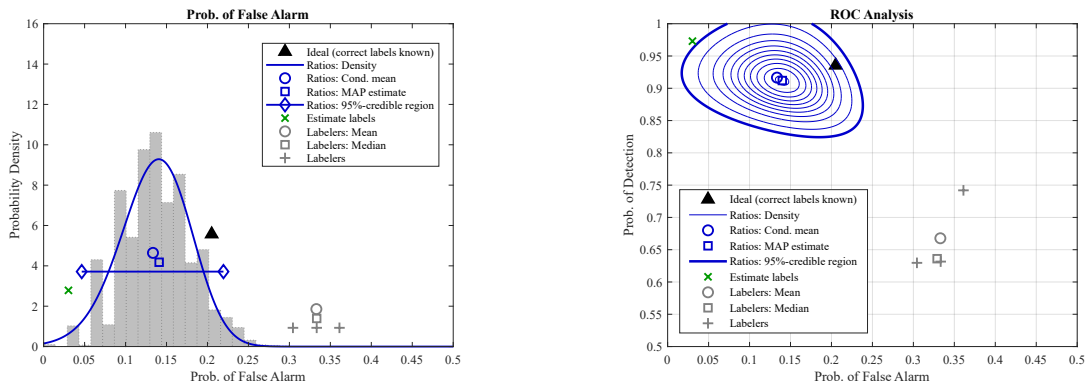 Prob. of False Alarm
16
14
12
10
8
6
4
2
0
Probability Density
Ideal (correct labels known)
Ratios: Density
Ratios: Cond. mean
Ratios: MAP estimate
Ratios: 95%-credible region
Estimate labels
Labelers: Mean
Labelers: Median
Labelers
0 0.05 0.1 0.15 0.2 0.25 0.3 0.35 0.4 0.45 0.5
Prob. of False Alarm
ROC Analysis
1
0.95
0.9
0.85
0.8
0.75
0.7
0.65
0.6
0.55
0.5
Prob. of Detection
Ideal (correct labels known)
Ratios: Density
Ratios: Cond. mean
Ratios: MAP estimate
Ratios: 95%-credible region
Estimate labels
Labelers: Mean
Labelers: Median
Labelers
0 0.05 0.1 0.15 0.2 0.25 0.3 0.35 0.4 0.45 0.5
Prob. of False Alarm